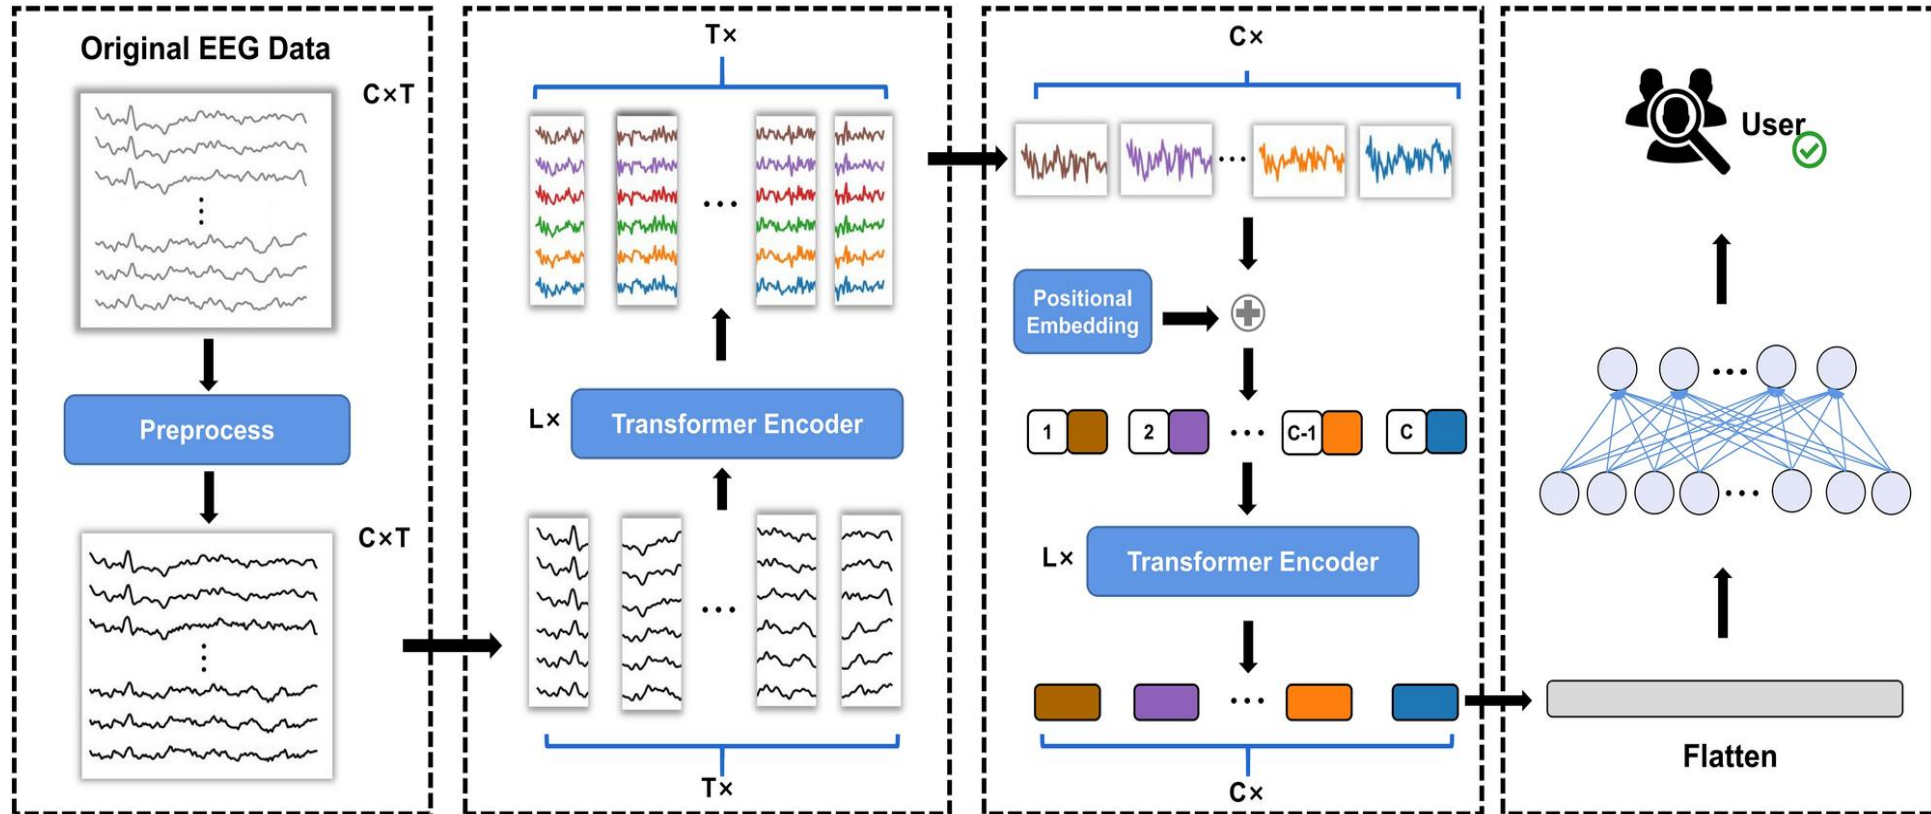 Original EEG Data
C×T
Preprocess
C×T
T×
L×
Transformer Encoder
T×
C×
Positional
Embedding
1
2
C-1
C
L×
Transformer Encoder
C×
User
Flatten